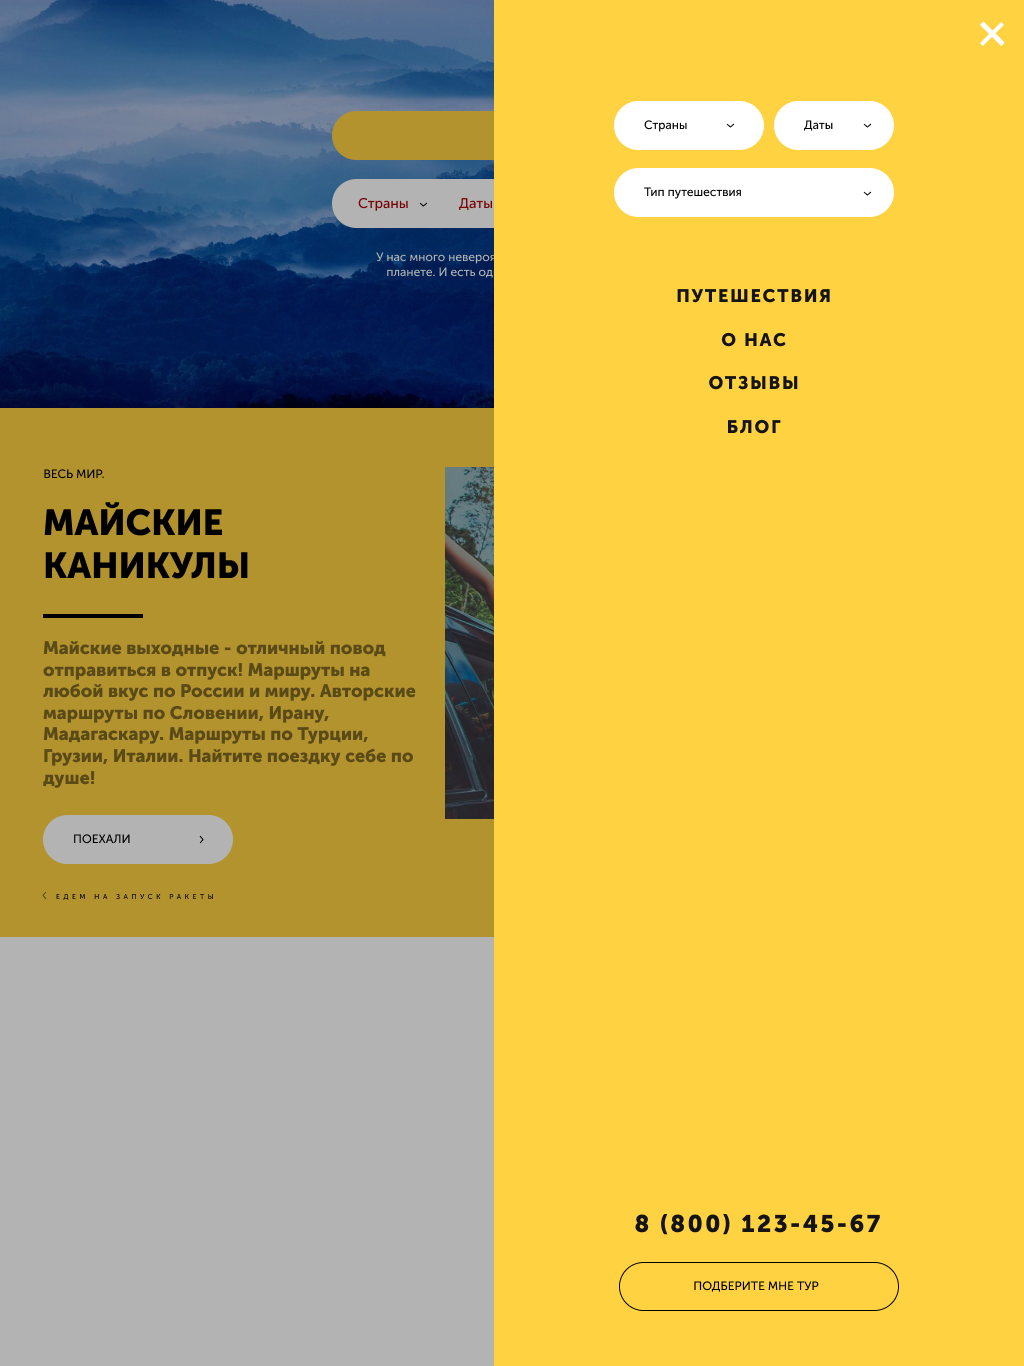 Страны
Даты
У нас много неверо
планете. И есть од
ВЕСЬ МИР.
МАЙСКИЕ
КАНИКУЛЫ
Майские выходные - отличный повод
отправиться в отпуск! Маршруты на
любой вкус по России и миру. Авторские
маршруты по Словении, Ирану,
Мадагаскару. Маршруты по Турции,
Грузии, Италии. Найтите поездку себе по
душе!
ПОЕХАЛИ
ЕДЕМ НА ЗАПУСК РАКЕТЫ
Страны
Даты
Тип путешествия
ПУТЕШЕСТВИЯ
О НАС
ОТЗЫВЫ
БЛОГ
8 (800) 123-45-67
ПОДБЕРИТЕ МНЕ ТУР